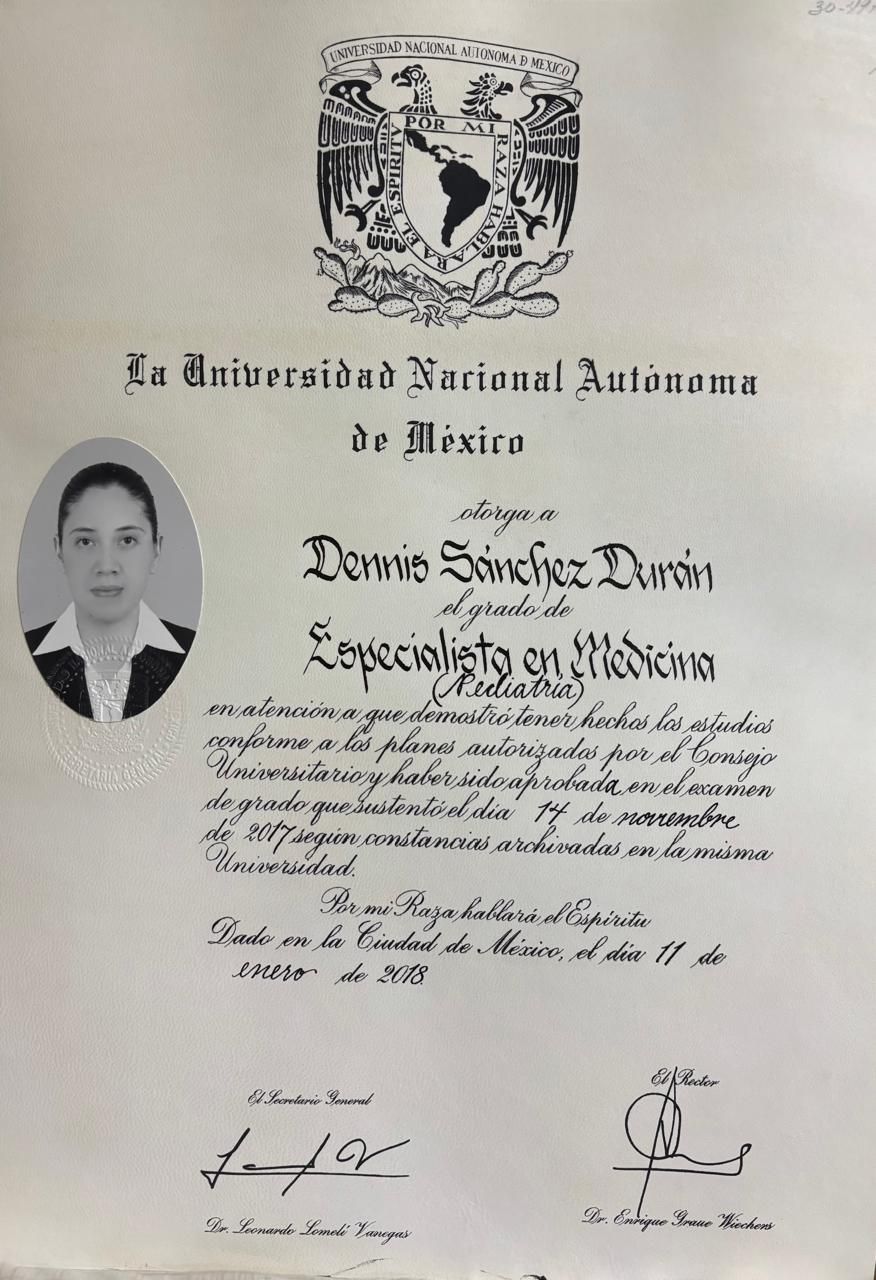 30-
UNIVERSIDAD NACIONAL AUTONOMA D MEXICO
POR MI RAZA HABLARA EL ESPIRITU
La Universidad Nacional Autónoma
de México
otorga a
Dennis Sánchez Durán
el grado de
Especialista en Medicina
(Pediatría)
en atención a que demostró tener hechos los estudios
conforme a los planes autorizados por el Consejo
Universitario y haber sido aprobada en el examen
de grado que sustentó el día 14 de noviembre
de 2017 según constancias archivadas en la misma
Universidad.
Por mi Raza hablará el Espíritu
Dado en la Ciudad de México, el día 11 de
enero de 2018.
El Secretario General
El Rector
Dr. Leonardo Lomelí Vanegas
Dr. Enrique Graue Wiechers
SECRETARIA GENERAL